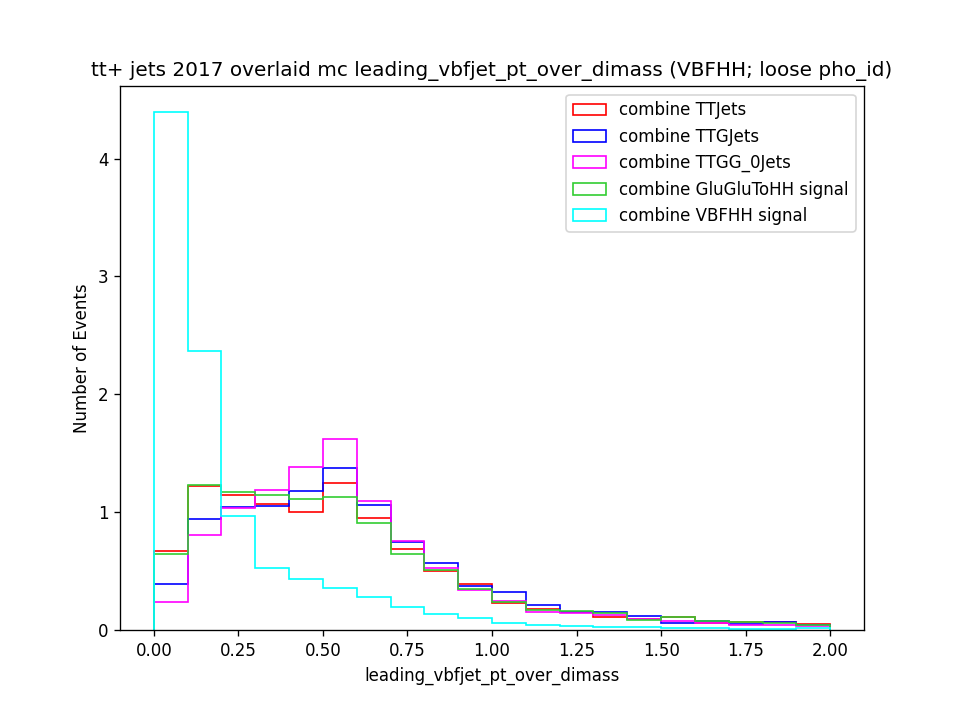 tt+ jets 2017 overlaid mc leading_vbfjet_pt_over_dimass (VBFHH; loose pho_id)
combine TTJets
combine TTGJets
combine TTGG_0Jets
combine GluGluToHH signal
combine VBFHH signal
Number of Events
4
3
2
1
0
0.00 0.25 0.50 0.75 1.00 1.25 1.50 1.75 2.00
leading_vbfjet_pt_over_dimass